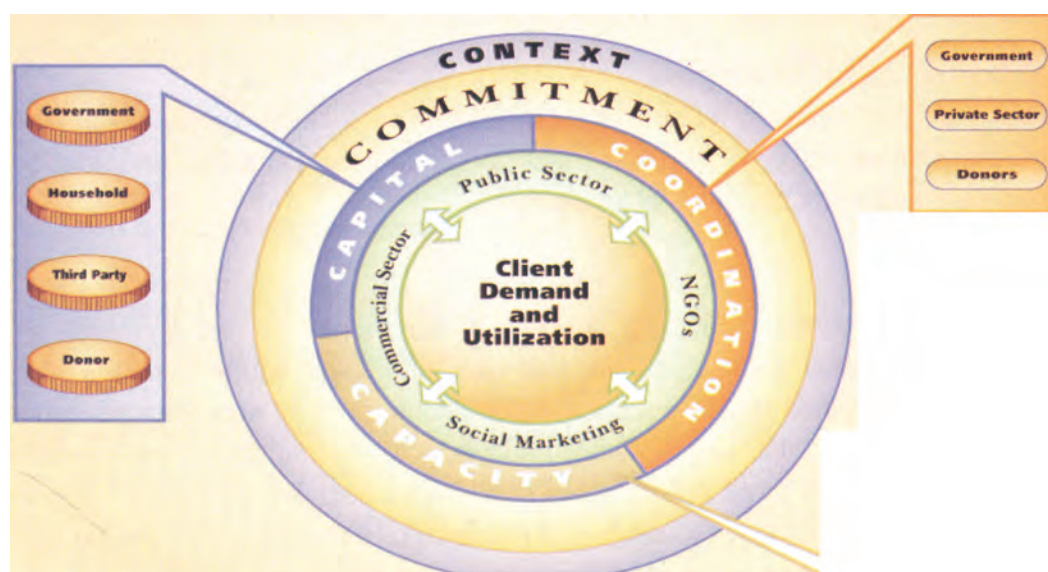 CONTEXT
COMMITMENT
Government
Household
Third Party
Donor
CAPITAL
COORDINATION
Public Sector
Commercial Sector
NGOs
Client
Demand
and
Utilization
Social Marketing
CAPACITY
Government
Private Sector
Donors